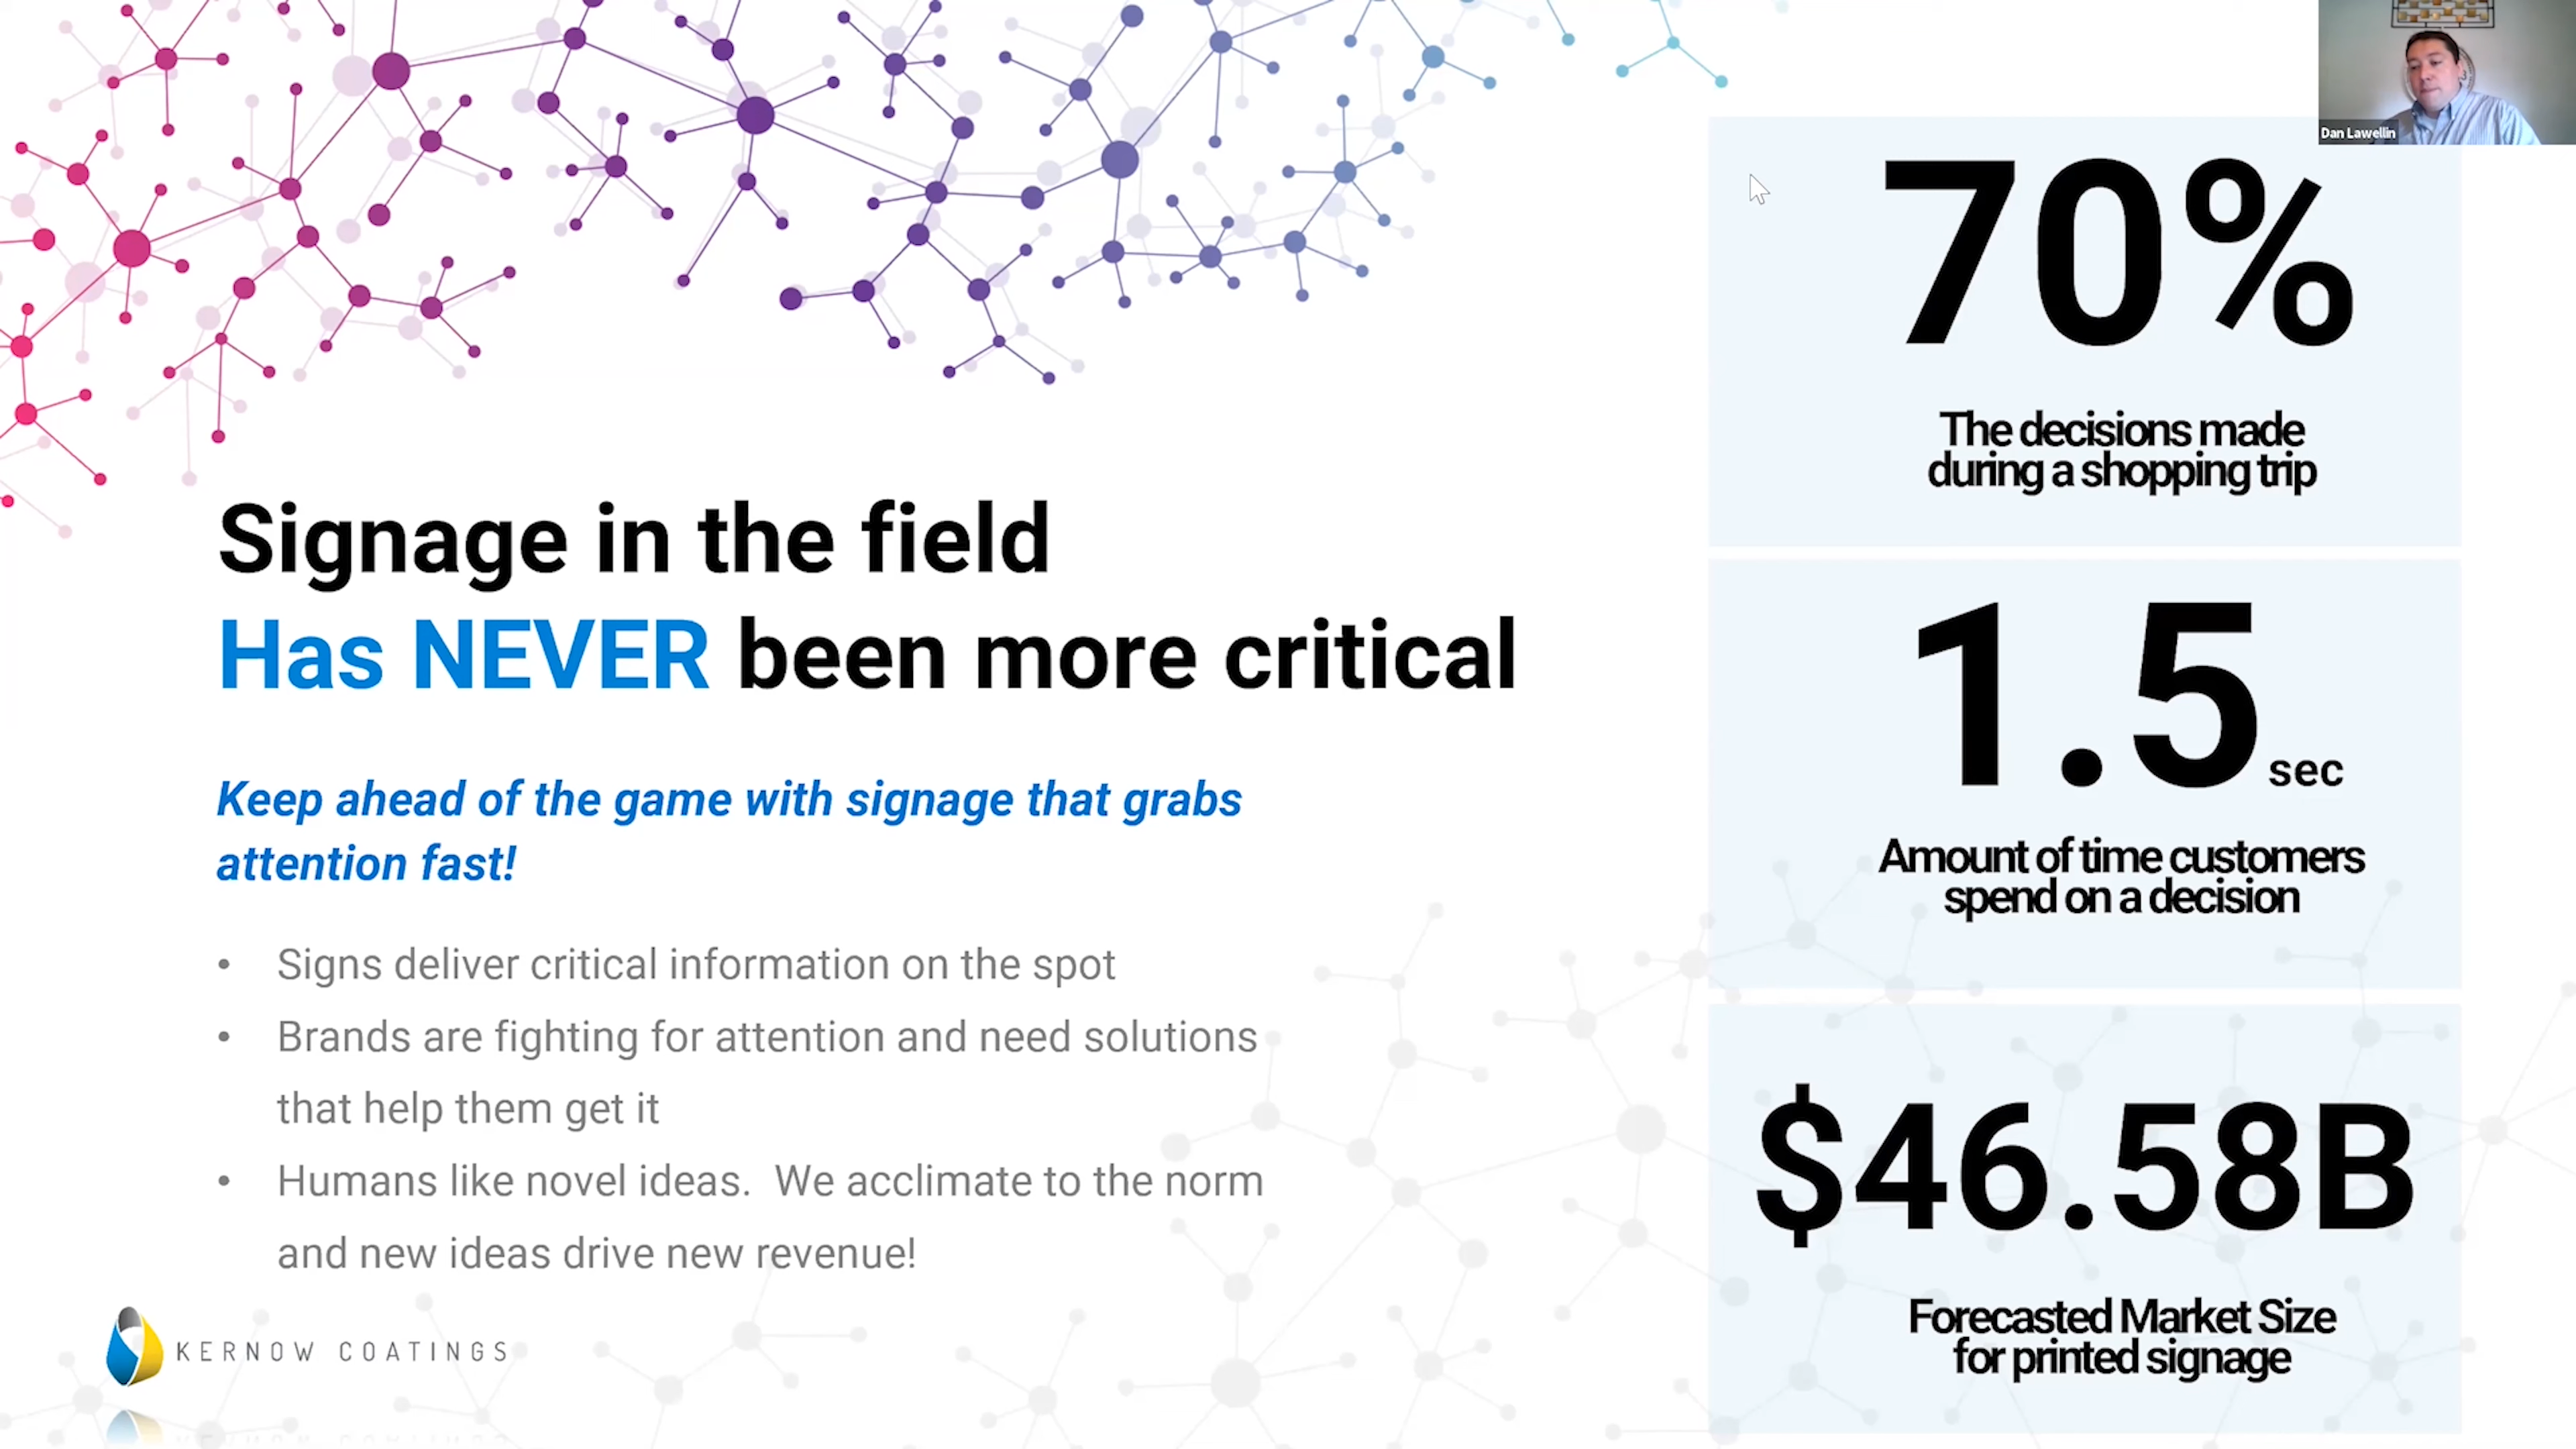 Dan Lawellin
Signage in the field
Has NEVER been more critical
Keep ahead of the game with signage that grabs
attention fast!
• Signs deliver critical information on the spot
• Brands are fighting for attention and need solutions
that help them get it
• Humans like novel ideas.  We acclimate to the norm
and new ideas drive new revenue!
KERNOW COATINGS
70%
The decisions made
during a shopping trip
1.5 sec
Amount of time customers
spend on a decision
$46.58B
Forecasted Market Size
for printed signage